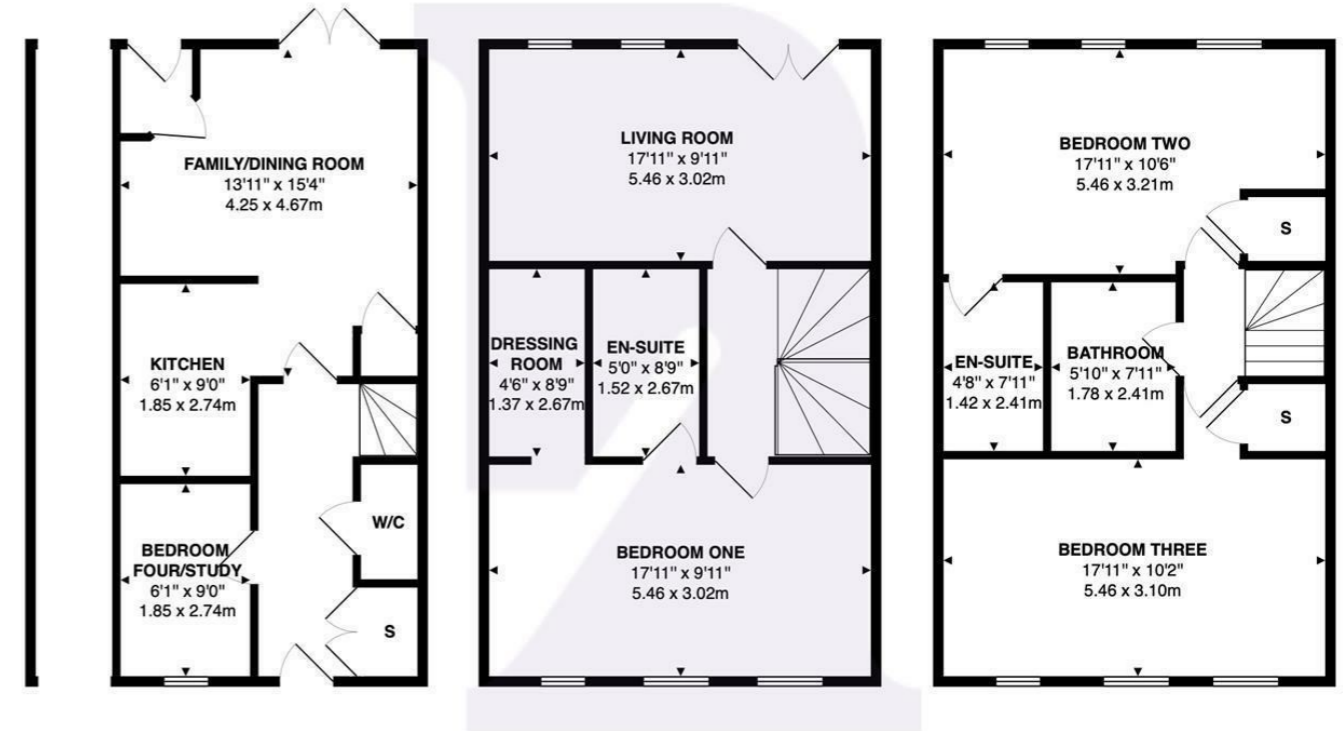 FAMILY/DINING ROOM
13'11" x 15'4"
4.25 x 4.67m
KITCHEN
6'1" x 9'0"
1.85 x 2.74m
BEDROOM
FOUR/STUDY
6'1" x 9'0"
1.85 x 2.74m
W/C
S
LIVING ROOM
17'11" x 9'11"
5.46 x 3.02m
DRESSING
ROOM
4'6" x 8'9"
1.37 x 2.67m
EN-SUITE
5'0" x 8'9"
1.52 x 2.67m
BEDROOM ONE
17'11" x 9'11"
5.46 x 3.02m
BEDROOM TWO
17'11" x 10'6"
5.46 x 3.21m
S
EN-SUITE
4'8" x 7'11"
1.42 x 2.41m
BATHROOM
5'10" x 7'11"
1.78 x 2.41m
S
BEDROOM THREE
17'11" x 10'2"
5.46 x 3.10m